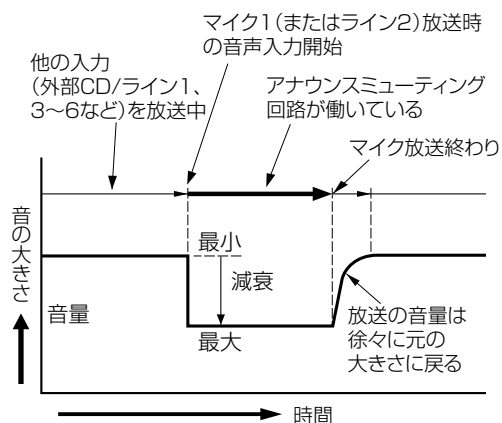 マイク1(またはライン2)放送時
の音声入力開始
他の入力
(外部CD/ライン1、
3〜6など)を放送中
アナウンスミューティング
回路が働いている
マイク放送終わり
音の大きさ
最小
減衰
音量
最大
放送の音量は
徐々に元の
大きさに戻る
時間